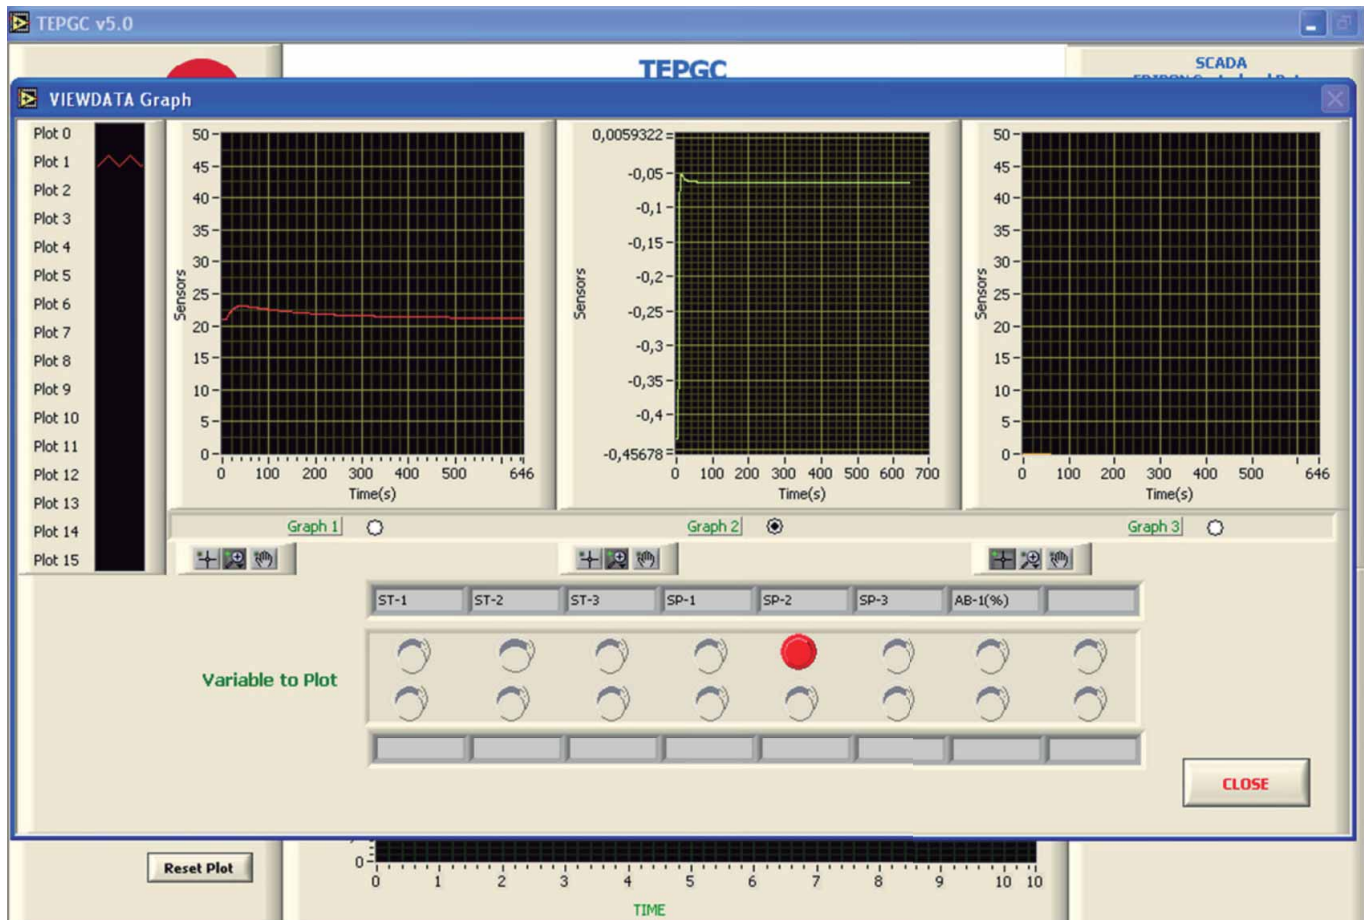 TEPGC v5.0
TEPGC
SCADA
VIEWDATA Graph
Plot 0
Plot 1
Plot 2
Plot 3
Plot 4
Plot 5
Plot 6
Plot 7
Plot 8
Plot 9
Plot 10
Plot 11
Plot 12
Plot 13
Plot 14
Plot 15
50
45
40
35
30
25
20
15
10
5
0
Sensors
0 100 200 300 400 500 646
Time(s)
0,0059322
-0,05
-0,1
-0,15
-0,2
-0,25
-0,3
-0,35
-0,4
-0,45678
Sensors
0 100 200 300 400 500 600 700
Time(s)
50
45
40
35
30
25
20
15
10
5
0
Sensors
0 100 200 300 400 500 646
Time(s)
Graph 1 Graph 2 Graph 3
ST-1 ST-2 ST-3 SP-1 SP-2 SP-3 AB-1(%)
Variable to Plot
CLOSE
Reset Plot
0
0 1 2 3 4 5 6 7 8 9 10 10
TIME